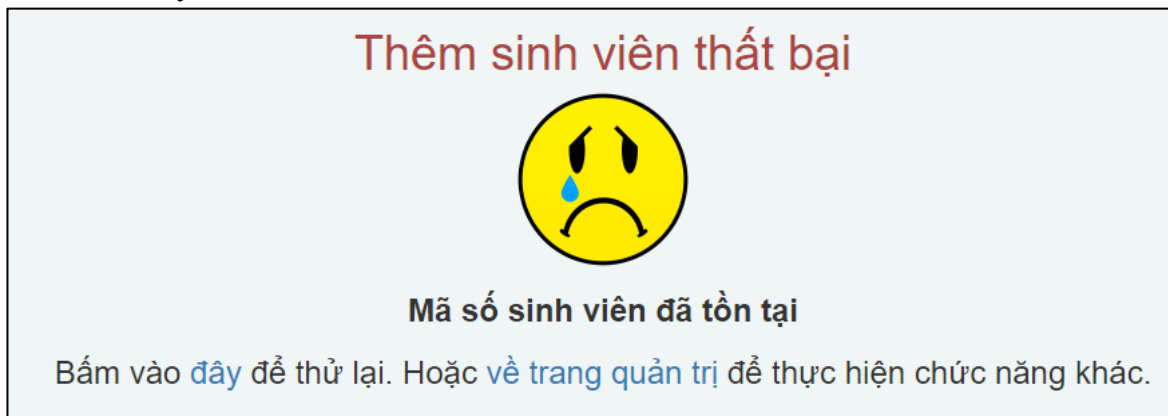 Thêm sinh viên thất bại
Mã số sinh viên đã tồn tại
Bấm vào đây để thử lại. Hoặc về trang quản trị để thực hiện chức năng khác.